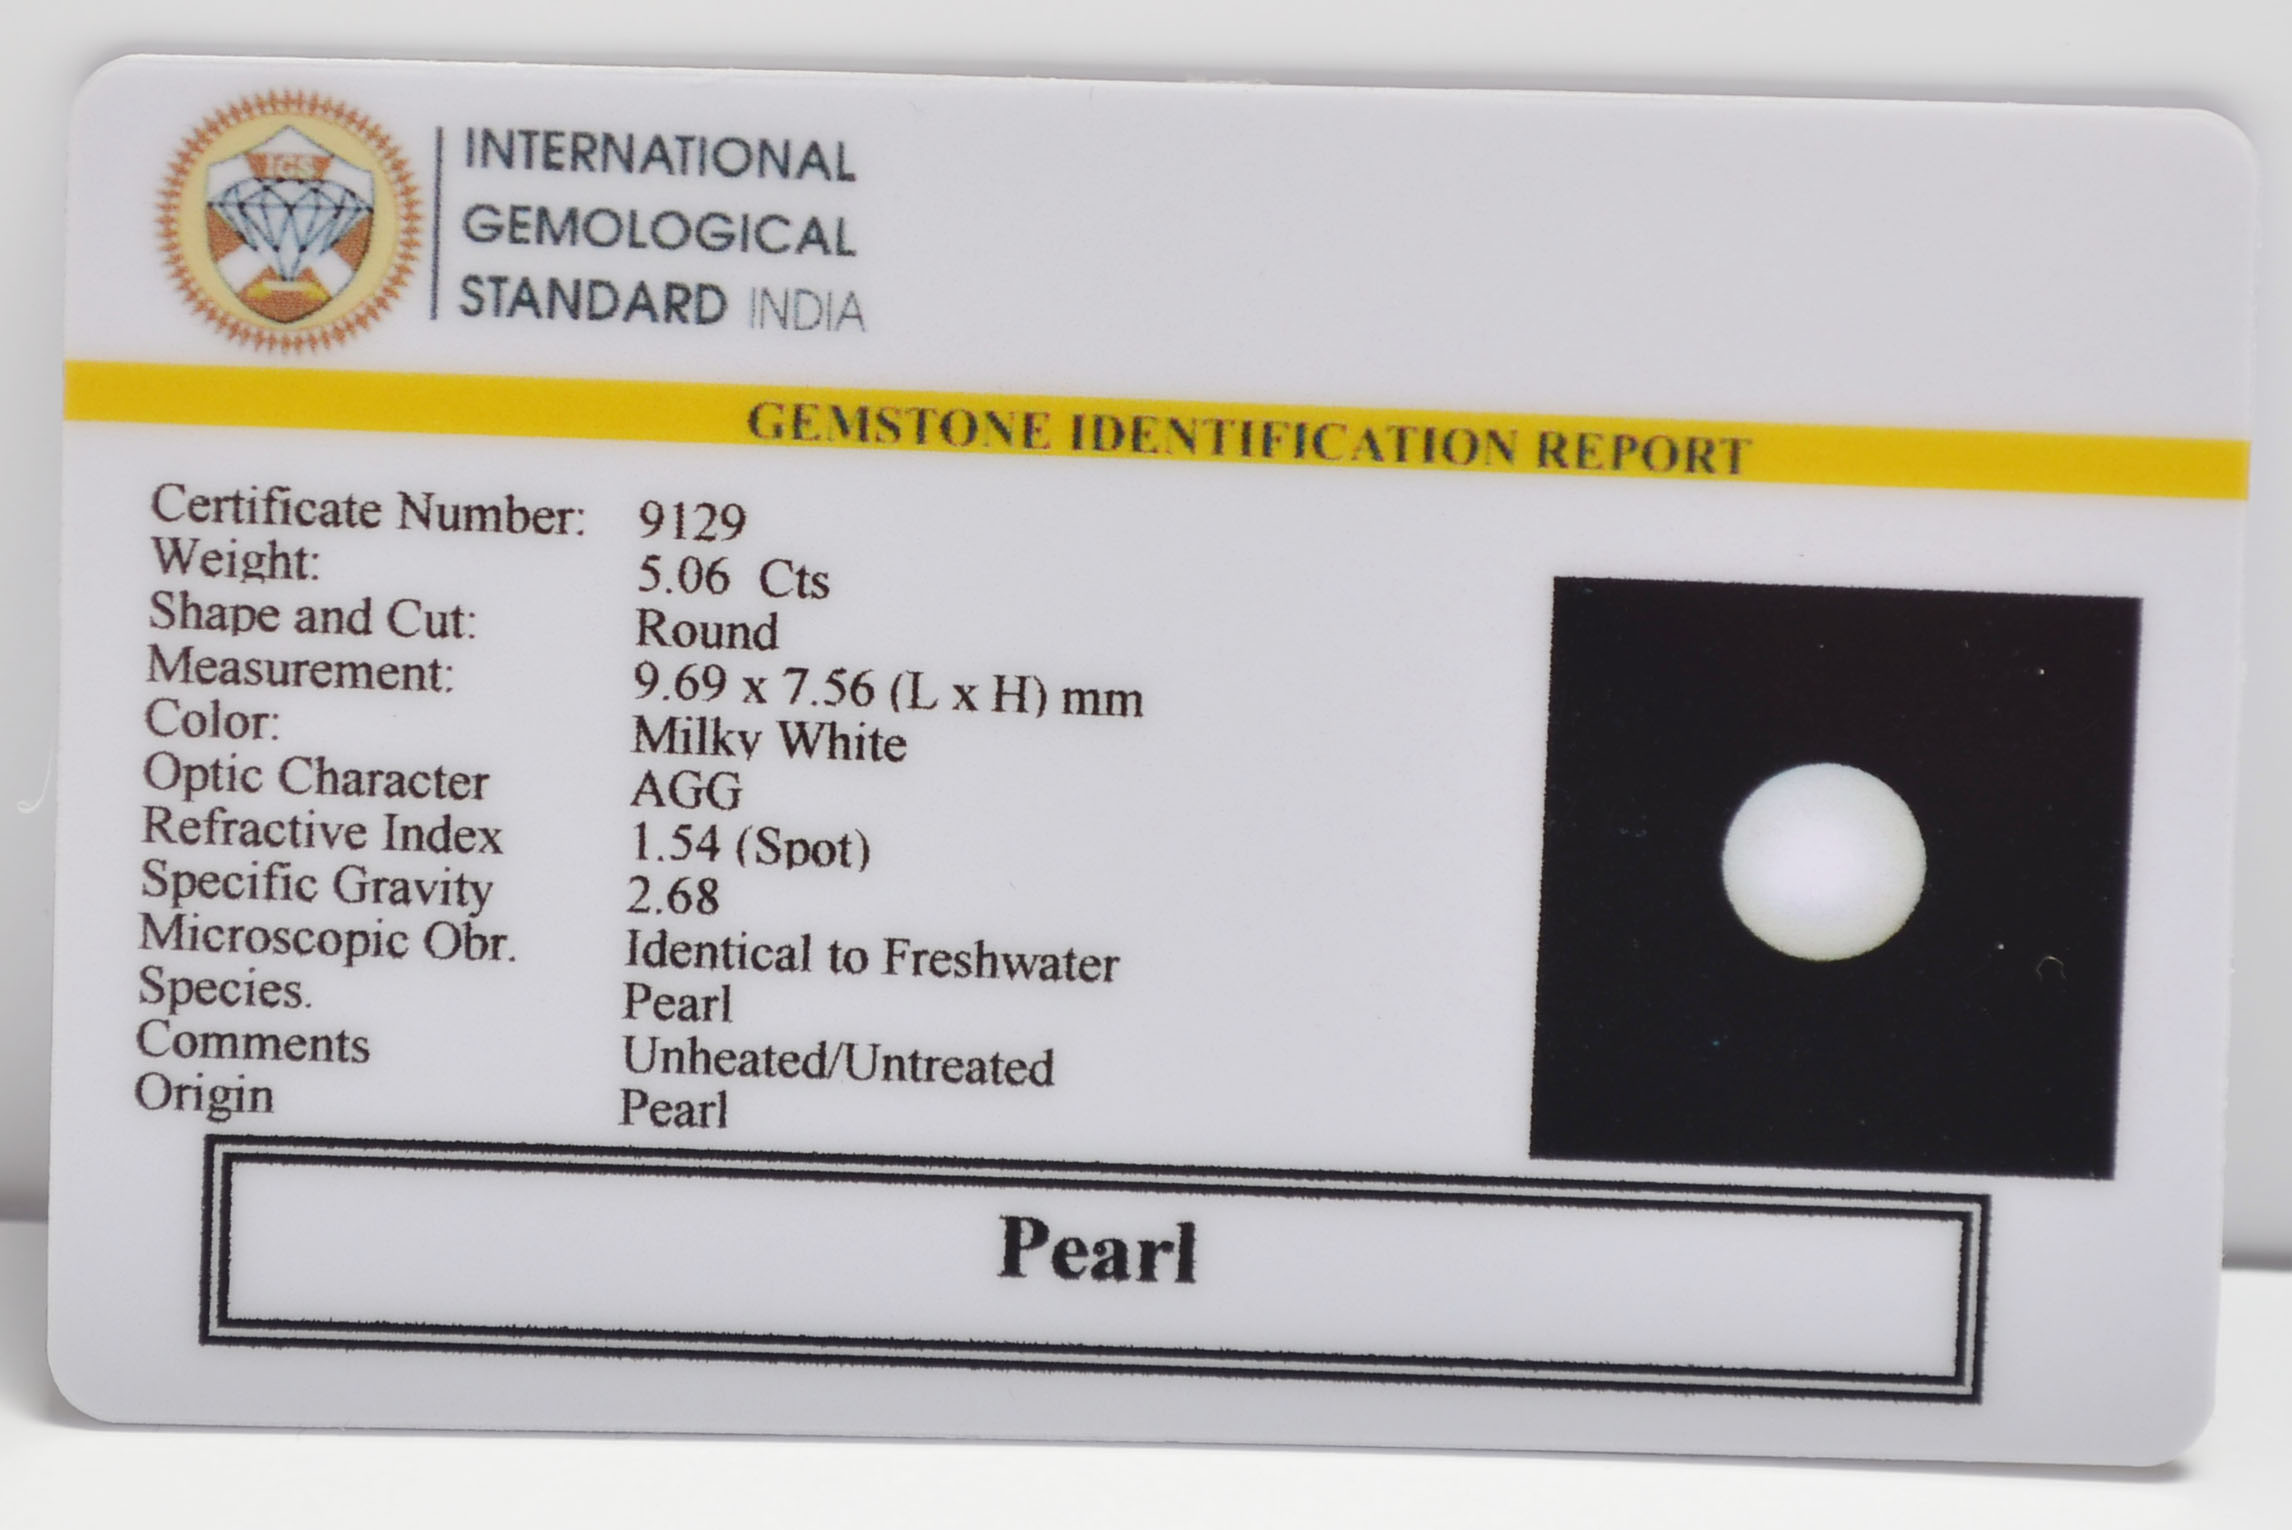 IGS
INTERNATIONAL
GEMOLOGICAL
STANDARD INDIA
GEMSTONE IDENTIFICATION REPORT
Certificate Number: 9129
Weight: 5.06 Cts
Shape and Cut: Round
Measurement: 9.69 x 7.56 (L x H) mm
Color: Milky White
Optic Character AGG
Refractive Index 1.54 (Spot)
Specific Gravity 2.68
Microscopic Obr. Identical to Freshwater
Species. Pearl
Comments Unheated/Untreated
Origin Pearl
Pearl